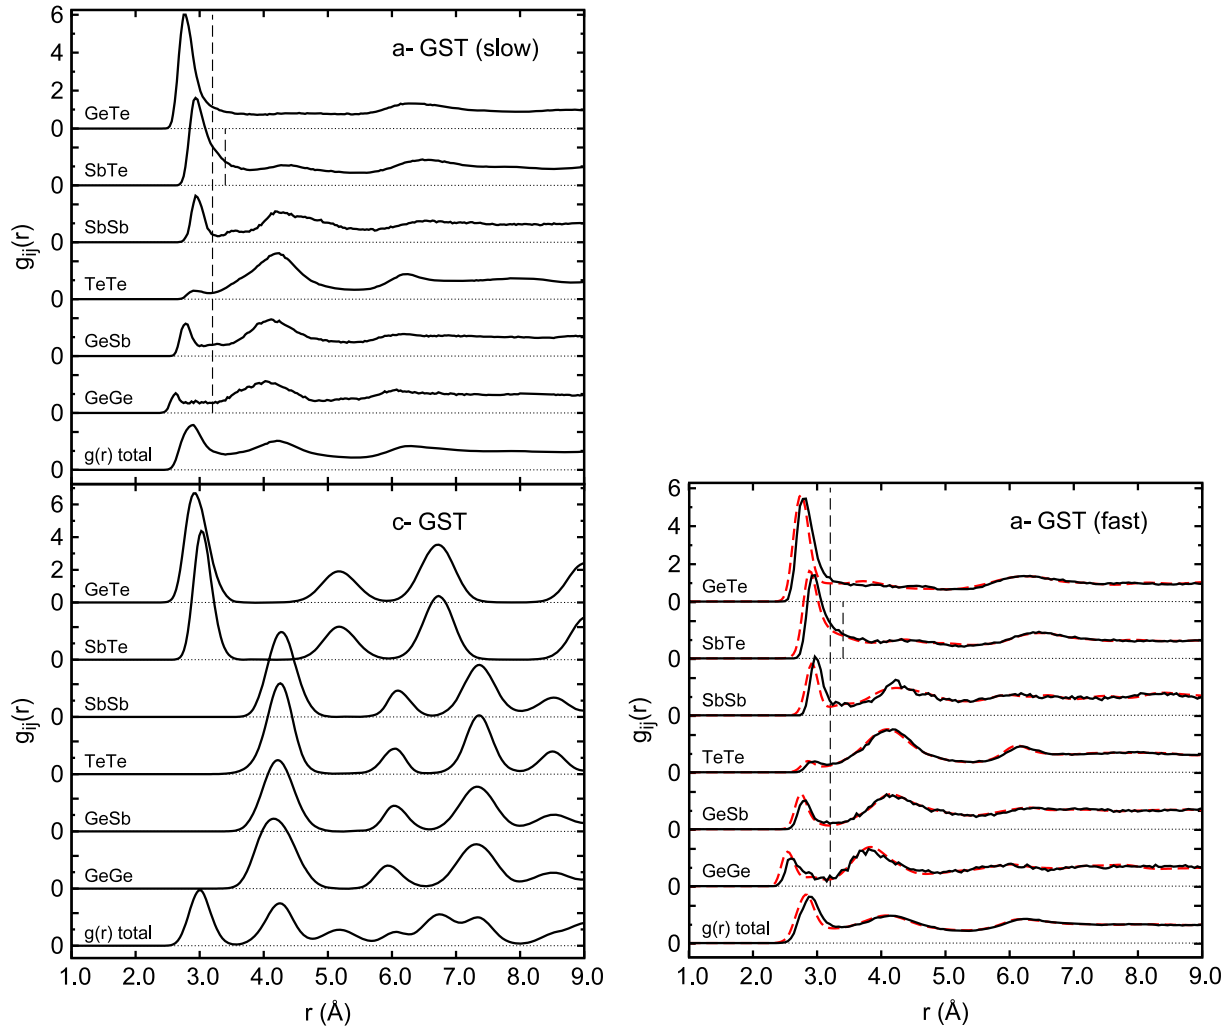 6
4
2
0
0
0
0
0
0
0
a- GST (slow)
GeTe
SbTe
SbSb
TeTe
GeSb
GeGe
g(r) total
g_ij(r)
6
4
2
0
0
0
0
0
0
0
c- GST
GeTe
SbTe
SbSb
TeTe
GeSb
GeGe
g(r) total
g_ij(r)
1.0 2.0 3.0 4.0 5.0 6.0 7.0 8.0 9.0
r (Å)
6
4
2
0
0
0
0
0
0
0
a- GST (fast)
GeTe
SbTe
SbSb
TeTe
GeSb
GeGe
g(r) total
g_ij(r)
1.0 2.0 3.0 4.0 5.0 6.0 7.0 8.0 9.0
r (Å)